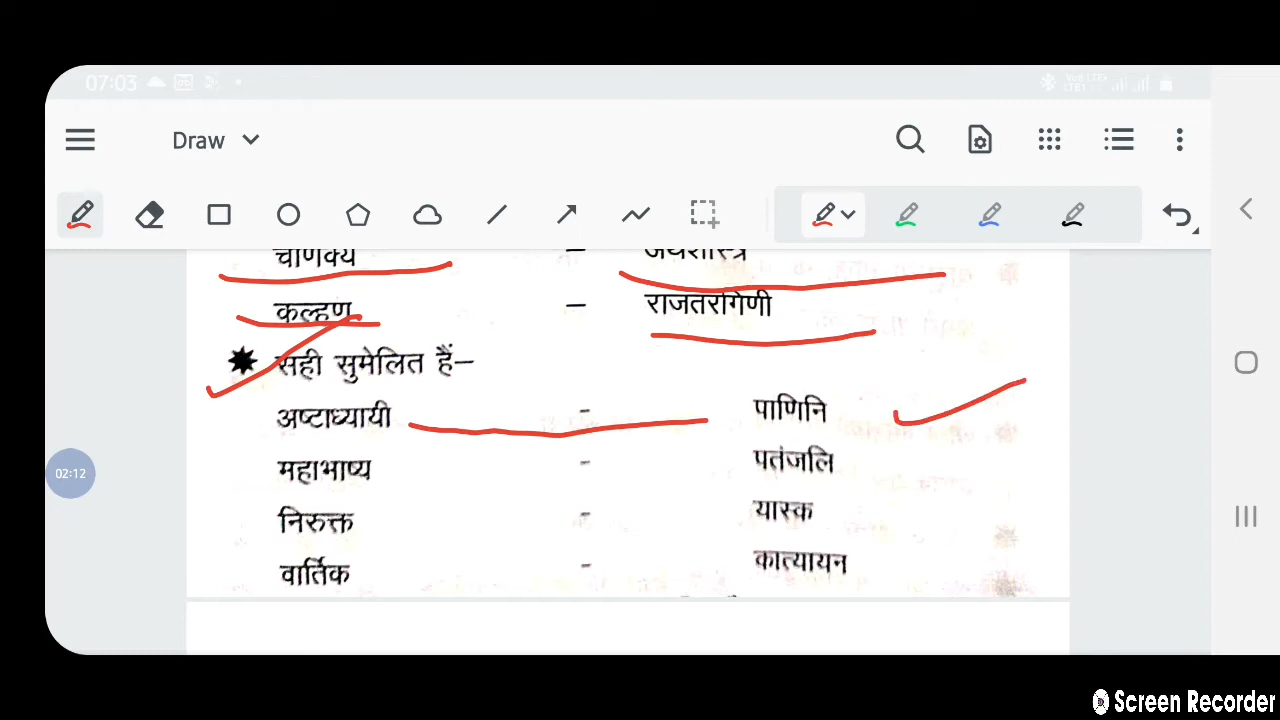 07:03
Draw
चाणक्य – अर्थशास्त्र
कल्हण – राजतरंगिणी
✷ सही सुमेलित हैं–
अष्टाध्यायी - पाणिनि
महाभाष्य - पतंजलि
निरुक्त - यास्क
वार्तिक - कात्यायन
02:12
Screen Recorder